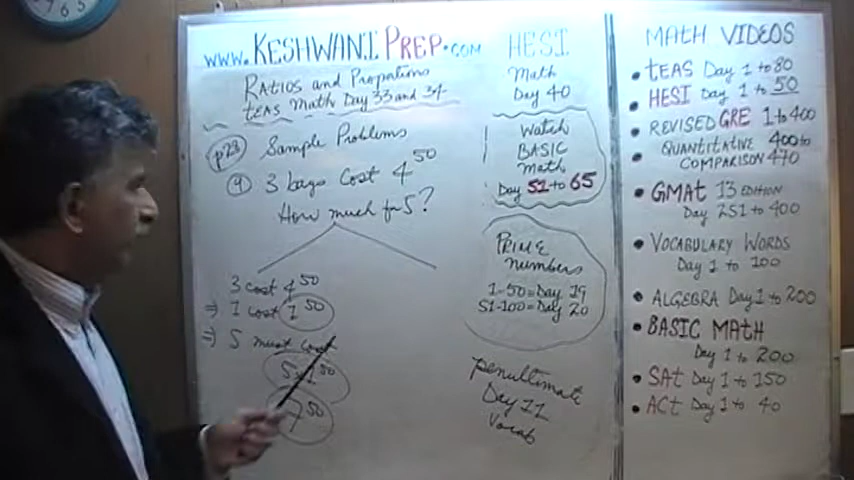 www.KESHWANI PREP.com
RATIOS and Propations
TEAS Math Day 33 and 34
p23 Sample Problems
9 3 bags cost 4 50
How much for 5?
3 cost 4 50
⇒ 1 cost 1 50
⇒ 5 must cost
5 x 1 50
7 50
HESI
Math
Day 40
Watch
BASIC
Math
Day 51 to 65
PRIME
numbers
1-50 = Day 19
51-100 = Day 20
penultimate
Day 11
Vocab
MATH VIDEOS
• TEAS Day 1 to 80
• HESI Day 1 to 50
• REVISED GRE 1 to 400
• QUANTITATIVE 400 to
COMPARISON 470
• GMAT 13 EDITION
Day 251 to 400
• VOCABULARY WORDS
Day 1 to 100
• ALGEBRA Day 1 to 200
• BASIC MATH
Day 1 to 200
• SAT Day 1 to 150
• ACT Day 1 to 40